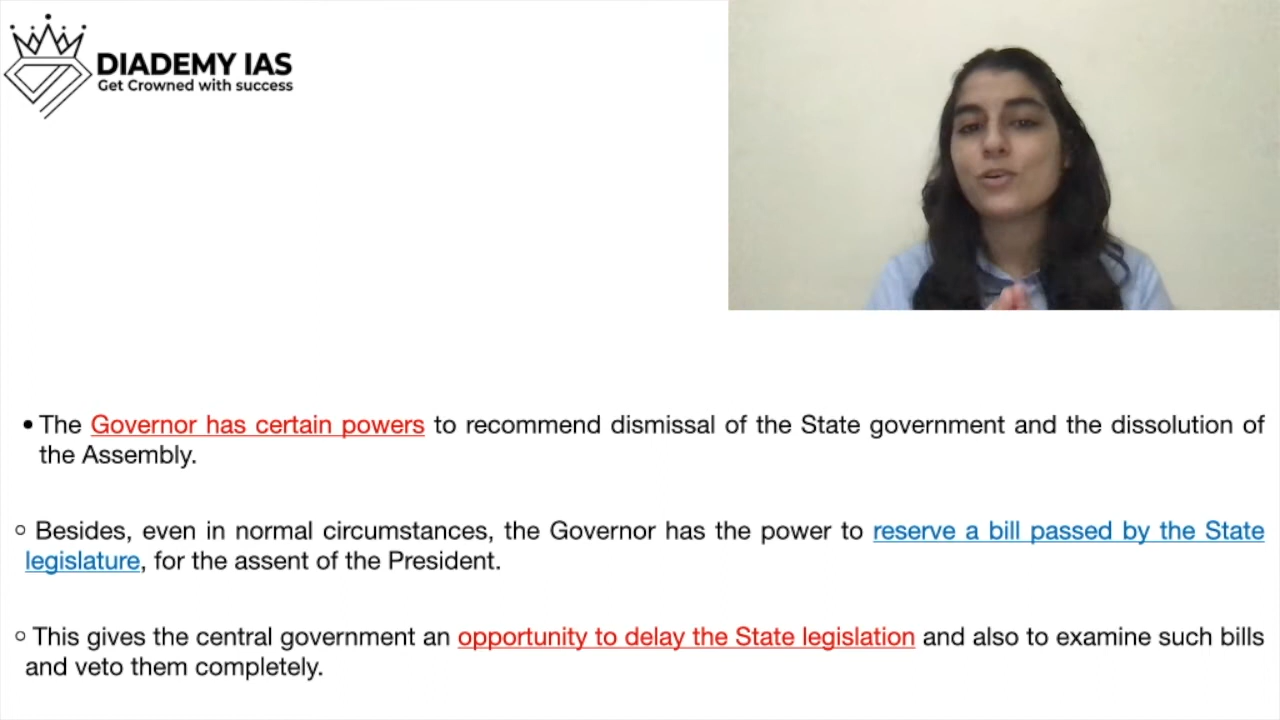 DIADEMY IAS
Get Crowned with success
• The Governor has certain powers to recommend dismissal of the State government and the dissolution of
the Assembly.
○ Besides, even in normal circumstances, the Governor has the power to reserve a bill passed by the State
legislature, for the assent of the President.
○ This gives the central government an opportunity to delay the State legislation and also to examine such bills
and veto them completely.